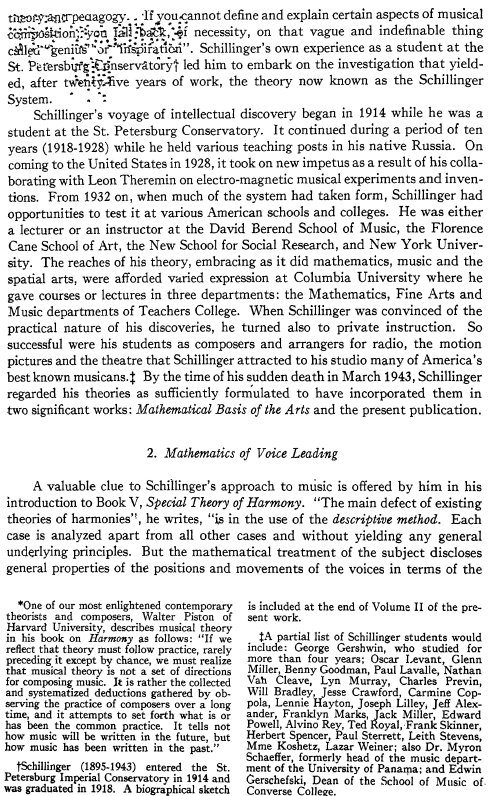 theory and pedagogy. If you cannot define and explain certain aspects of musical
composition, you fall back, of necessity, on that vague and indefinable thing
called "genius" or "inspiration". Schillinger's own experience as a student at the
St. Petersburg Conservatory† led him to embark on the investigation that yield-
ed, after twenty-five years of work, the theory now known as the Schillinger
System.
Schillinger's voyage of intellectual discovery began in 1914 while he was a
student at the St. Petersburg Conservatory. It continued during a period of ten
years (1918-1928) while he held various teaching posts in his native Russia. On
coming to the United States in 1928, it took on new impetus as a result of his colla-
borating with Leon Theremin on electro-magnetic musical experiments and inven-
tions. From 1932 on, when much of the system had taken form, Schillinger had
opportunities to test it at various American schools and colleges. He was either
a lecturer or an instructor at the David Berend School of Music, the Florence
Cane School of Art, the New School for Social Research, and New York Univer-
sity. The reaches of his theory, embracing as it did mathematics, music and the
spatial arts, were afforded varied expression at Columbia University where he
gave courses or lectures in three departments: the Mathematics, Fine Arts and
Music departments of Teachers College. When Schillinger was convinced of the
practical nature of his discoveries, he turned also to private instruction. So
successful were his students as composers and arrangers for radio, the motion
pictures and the theatre that Schillinger attracted to his studio many of America's
best known musicans.‡ By the time of his sudden death in March 1943, Schillinger
regarded his theories as sufficiently formulated to have incorporated them in
two significant works: Mathematical Basis of the Arts and the present publication.
2. Mathematics of Voice Leading
A valuable clue to Schillinger's approach to music is offered by him in his
introduction to Book V, Special Theory of Harmony. "The main defect of existing
theories of harmonies", he writes, "is in the use of the descriptive method. Each
case is analyzed apart from all other cases and without yielding any general
underlying principles. But the mathematical treatment of the subject discloses
general properties of the positions and movements of the voices in terms of the
*One of our most enlightened contemporary
theorists and composers, Walter Piston of
Harvard University, describes musical theory
in his book on Harmony as follows: "If we
reflect that theory must follow practice, rarely
preceding it except by chance, we must realize
that musical theory is not a set of directions
for composing music. It is rather the collected
and systematized deductions gathered by ob-
serving the practice of composers over a long
time, and it attempts to set forth what is or
has been the common practice. It tells not
how music will be written in the future, but
how music has been written in the past."
†Schillinger (1895-1943) entered the St.
Petersburg Imperial Conservatory in 1914 and
was graduated in 1918. A biographical sketch
is included at the end of Volume II of the pre-
sent work.
‡A partial list of Schillinger students would
include: George Gershwin, who studied for
more than four years; Oscar Levant, Glenn
Miller, Benny Goodman, Paul Lavalle, Nathan
Van Cleave, Lyn Murray, Charles Previn,
Will Bradley, Jesse Crawford, Carmine Cop-
pola, Lennie Hayton, Joseph Lilley, Jeff Alex-
ander, Franklyn Marks, Jack Miller, Edward
Powell, Alvino Rey, Ted Royal, Frank Skinner,
Herbert Spencer, Paul Sterrett, Leith Stevens,
Mme Koshetz, Lazar Weiner; also Dr. Myron
Schaeffer, formerly head of the music depart-
ment of the University of Panama; and Edwin
Gerschefski, Dean of the School of Music of
Converse College.